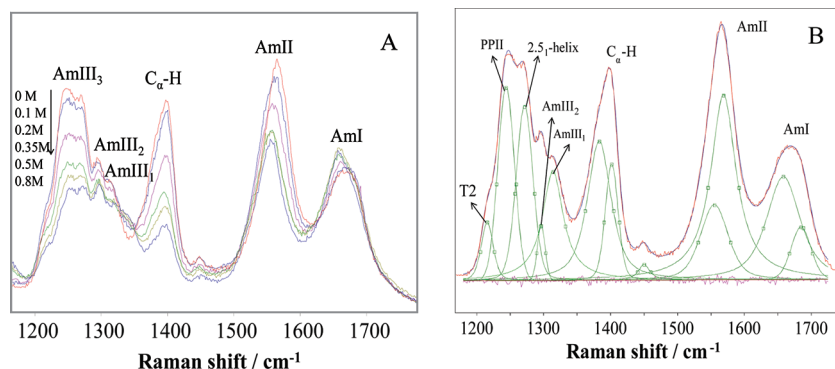 A
AmIII₃
Cα-H
AmII
AmI
0 M
0.1 M
0.2M
0.35M
0.5M
0.8M
AmIII₂
AmIII₁
1200 1300 1400 1500 1600 1700
Raman shift / cm⁻¹
B
PPII
2.5₁-helix
Cα-H
AmII
AmIII₂
AmIII₁
AmI
T2
1200 1300 1400 1500 1600 1700
Raman shift / cm⁻¹